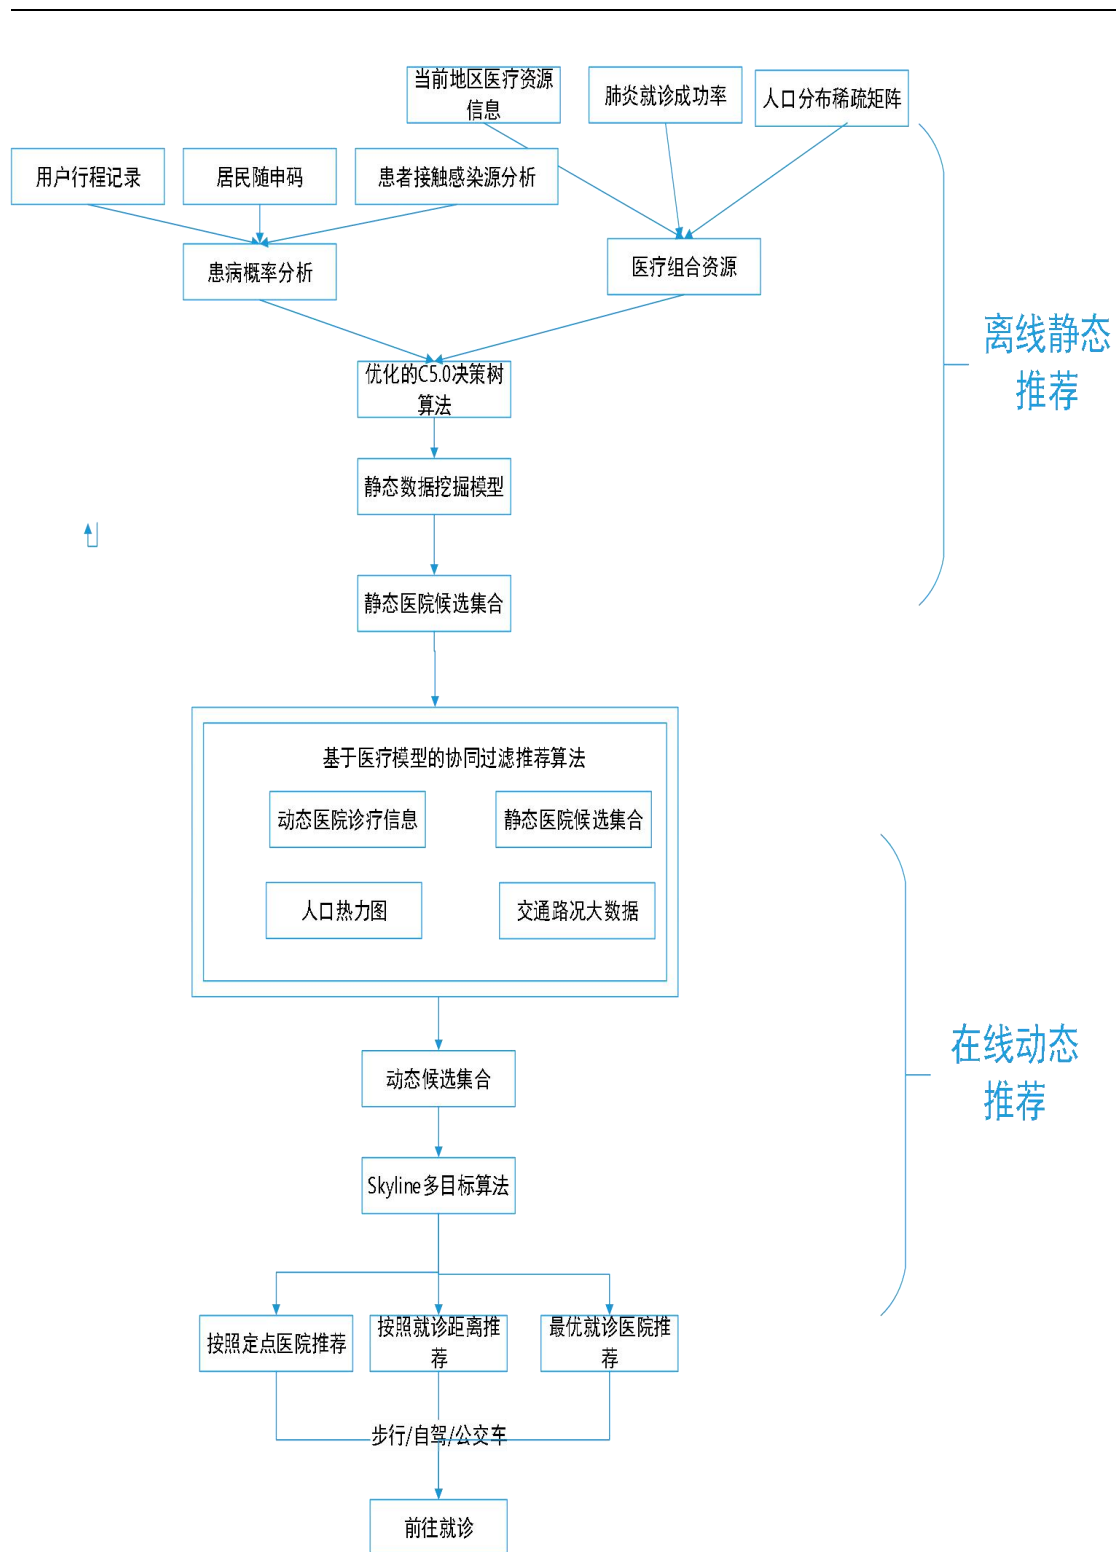 当前地区医疗资源
信息
肺炎就诊成功率
人口分布稀疏矩阵
用户行程记录
居民随申码
患者接触感染源分析
患病概率分析
医疗组合资源
离线静态
推荐
优化的C5.0决策树
算法
静态数据挖掘模型
静态医院候选集合
基于医疗模型的协同过滤推荐算法
动态医院诊疗信息
静态医院候选集合
人口热力图
交通路况大数据
在线动态
推荐
动态候选集合
Skyline多目标算法
按照定点医院推荐
按照就诊距离推
荐
最优就诊医院推
荐
步行/自驾/公交车
前往就诊